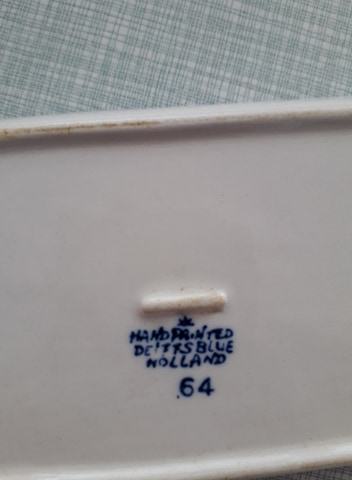 HANDPAINTED
DELFTSBLUE
HOLLAND
64